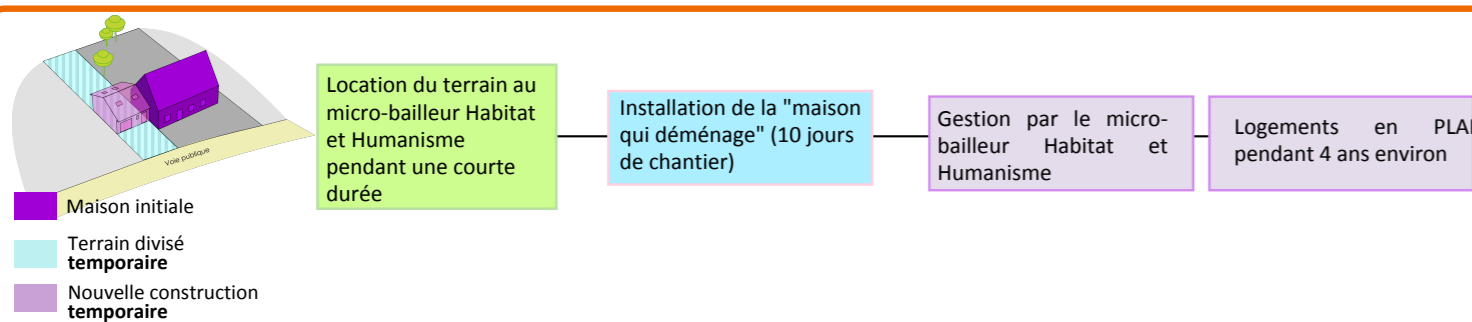 Voie publique
Maison initiale
Terrain divisé
temporaire
Nouvelle construction
temporaire
Location du terrain au
micro-bailleur Habitat
et Humanisme
pendant une courte
durée
Installation de la "maison
qui déménage" (10 jours
de chantier)
Gestion par le micro-
bailleur Habitat et
Humanisme
Logements en
pendant 4 ans environ